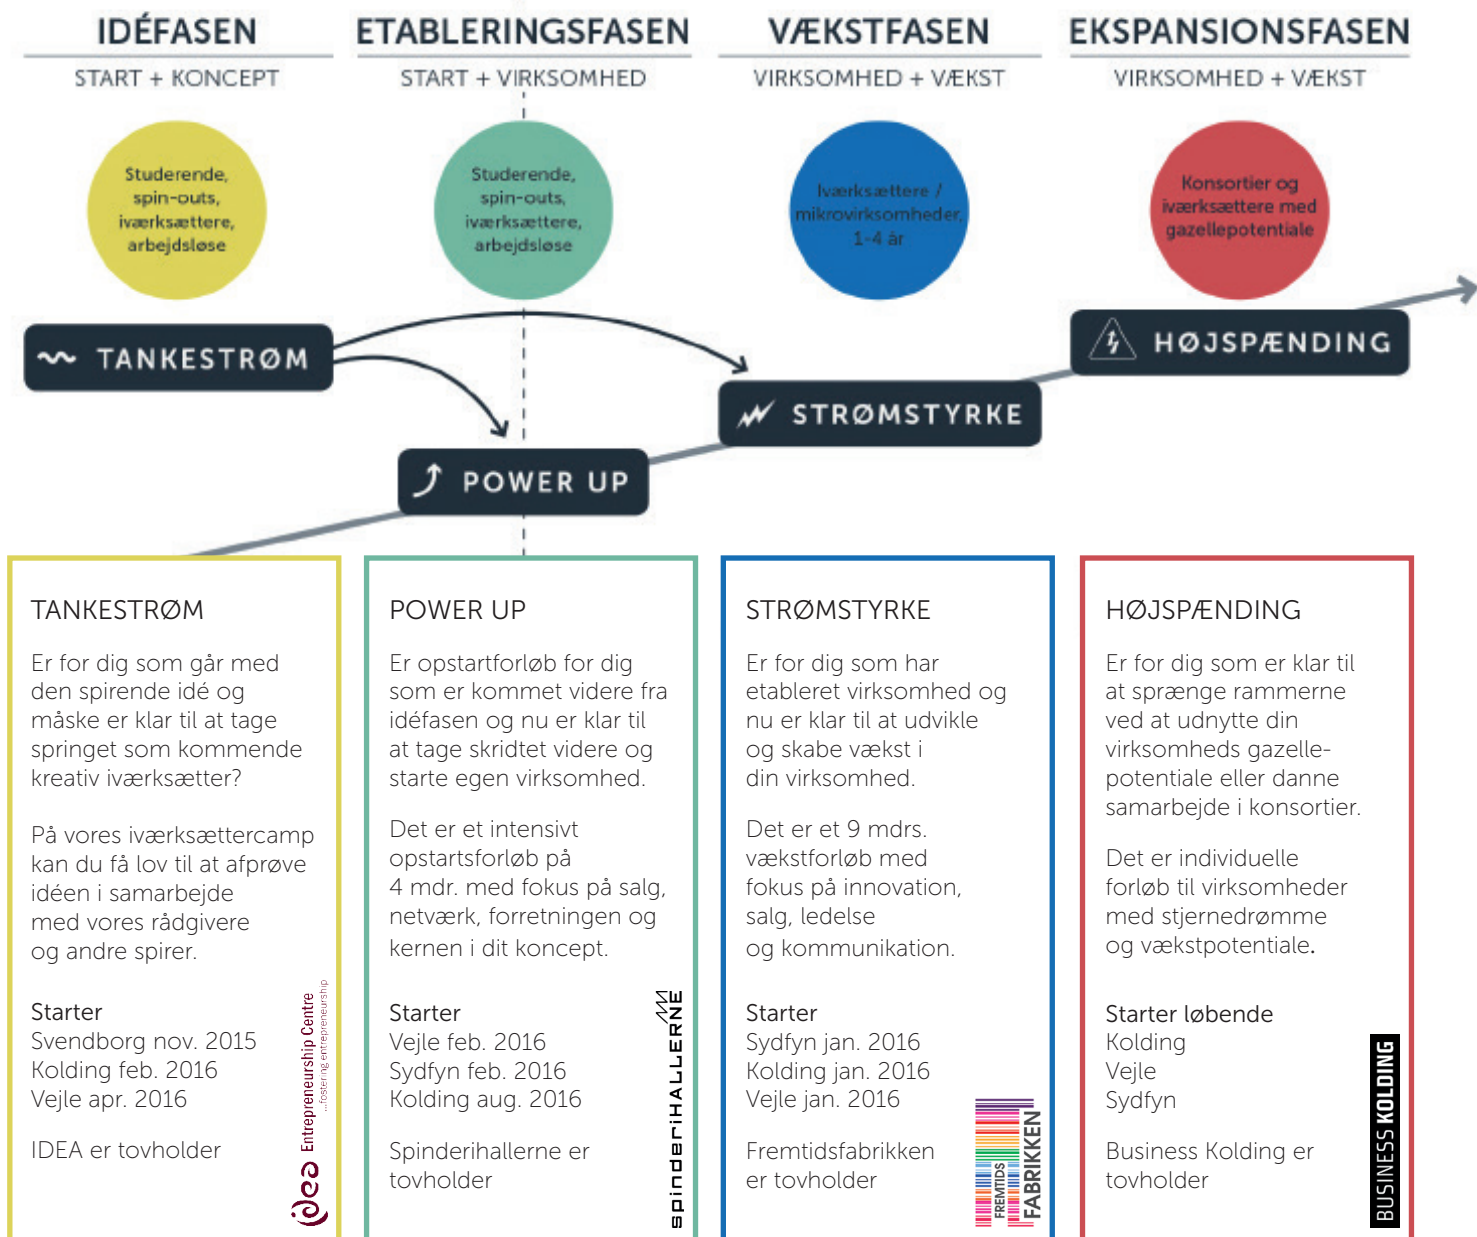 IDÉFASEN
START + KONCEPT
ETABLERINGSFASEN
START + VIRKSOMHED
VÆKSTFASEN
VIRKSOMHED + VÆKST
EKSPANSIONSFASEN
VIRKSOMHED + VÆKST
Studerende,
spin-outs,
iværksættere,
arbejdsløse
Studerende,
spin-outs,
iværksættere,
arbejdsløse
Iværksættere /
mikrovirksomheder,
1-4 år
Konsortier og
iværksættere med
gazellepotentiale
TANKESTRØM
POWER UP
STRØMSTYRKE
HØJSPÆNDING
TANKESTRØM
Er for dig som går med
den spirende idé og
måske er klar til at tage
springet som kommende
kreativ iværksætter?
På vores iværksættercamp
kan du få lov til at afprøve
idéen i samarbejde
med vores rådgivere
og andre spirer.
Starter
Svendborg nov. 2015
Kolding feb. 2016
Vejle apr. 2016
IDEA er tovholder
idea Entrepreneurship Centre
...fostering entrepreneurship
POWER UP
Er opstartforløb for dig
som er kommet videre fra
idéfasen og nu er klar til
at tage skridtet videre og
starte egen virksomhed.
Det er et intensivt
opstartsforløb på
4 mdr. med fokus på salg,
netværk, forretningen og
kernen i dit koncept.
Starter
Vejle feb. 2016
Sydfyn feb. 2016
Kolding aug. 2016
Spinderihallerne er
tovholder
spinderiHALLERNE
STRØMSTYRKE
Er for dig som har
etableret virksomhed og
nu er klar til at udvikle
og skabe vækst i
din virksomhed.
Det er et 9 mdrs.
vækstforløb med
fokus på innovation,
salg, ledelse
og kommunikation.
Starter
Sydfyn jan. 2016
Kolding jan. 2016
Vejle jan. 2016
Fremtidsfabrikken
er tovholder
FREMTIDS
FABRIKKEN
HØJSPÆNDING
Er for dig som er klar til
at sprænge rammerne
ved at udnytte din
virksomheds gazelle-
potentiale eller danne
samarbejde i konsortier.
Det er individuelle
forløb til virksomheder
med stjernedrømme
og vækstpotentiale.
Starter løbende
Kolding
Vejle
Sydfyn
Business Kolding er
tovholder
BUSINESS KOLDING